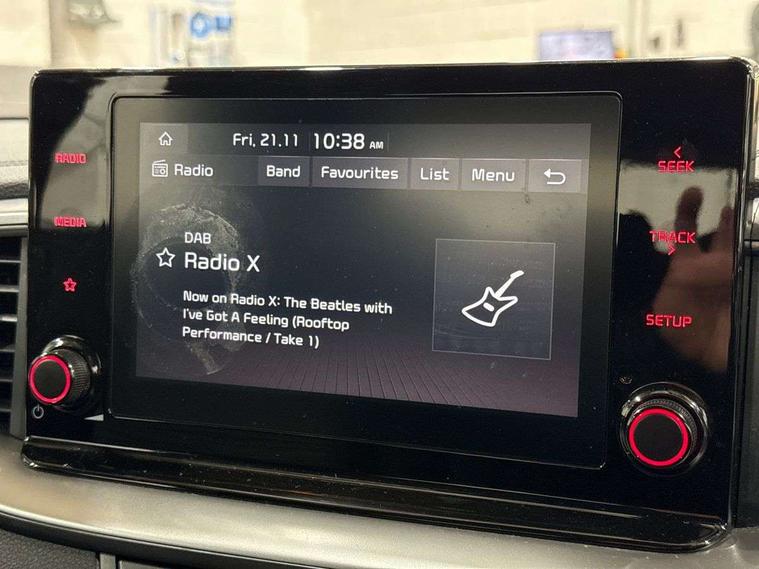 Fri, 21.11 10:38 AM
Radio Band Favourites List Menu
DAB
Radio X
Now on Radio X: The Beatles with
I've Got A Feeling (Rooftop
Performance / Take 1)
RADIO
MEDIA
< SEEK
TRACK >
SETUP